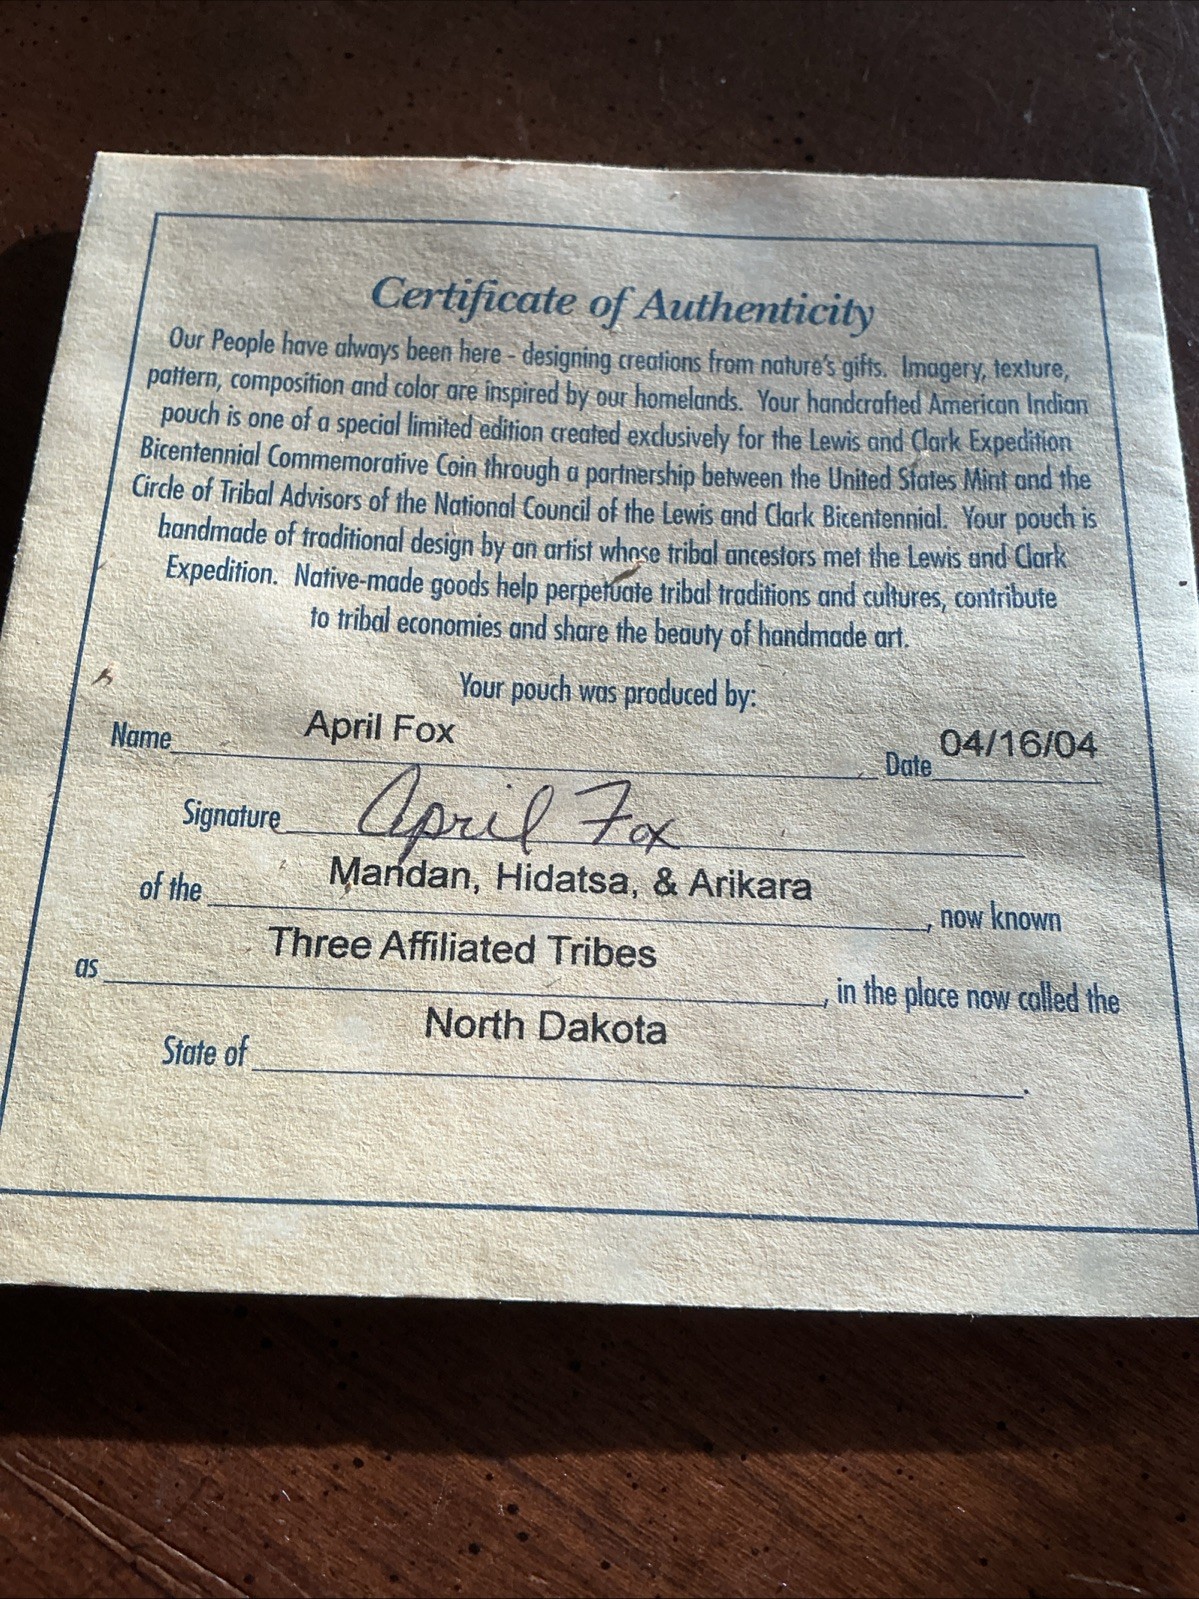 Certificate of Authenticity
Our People have always been here - designing creations from nature's gifts. Imagery, texture,
pattern, composition and color are inspired by our homelands. Your handcrafted American Indian
pouch is one of a special limited edition created exclusively for the Lewis and Clark Expedition
Bicentennial Commemorative Coin through a partnership between the United States Mint and the
Circle of Tribal Advisors of the National Council of the Lewis and Clark Bicentennial. Your pouch is
handmade of traditional design by an artist whose tribal ancestors met the Lewis and Clark
Expedition. Native-made goods help perpetuate tribal traditions and cultures, contribute
to tribal economies and share the beauty of handmade art.
Your pouch was produced by:
Name April Fox Date 04/16/04
Signature April Fox
of the Mandan, Hidatsa, & Arikara, now known
as Three Affiliated Tribes, in the place now called the
State of North Dakota.